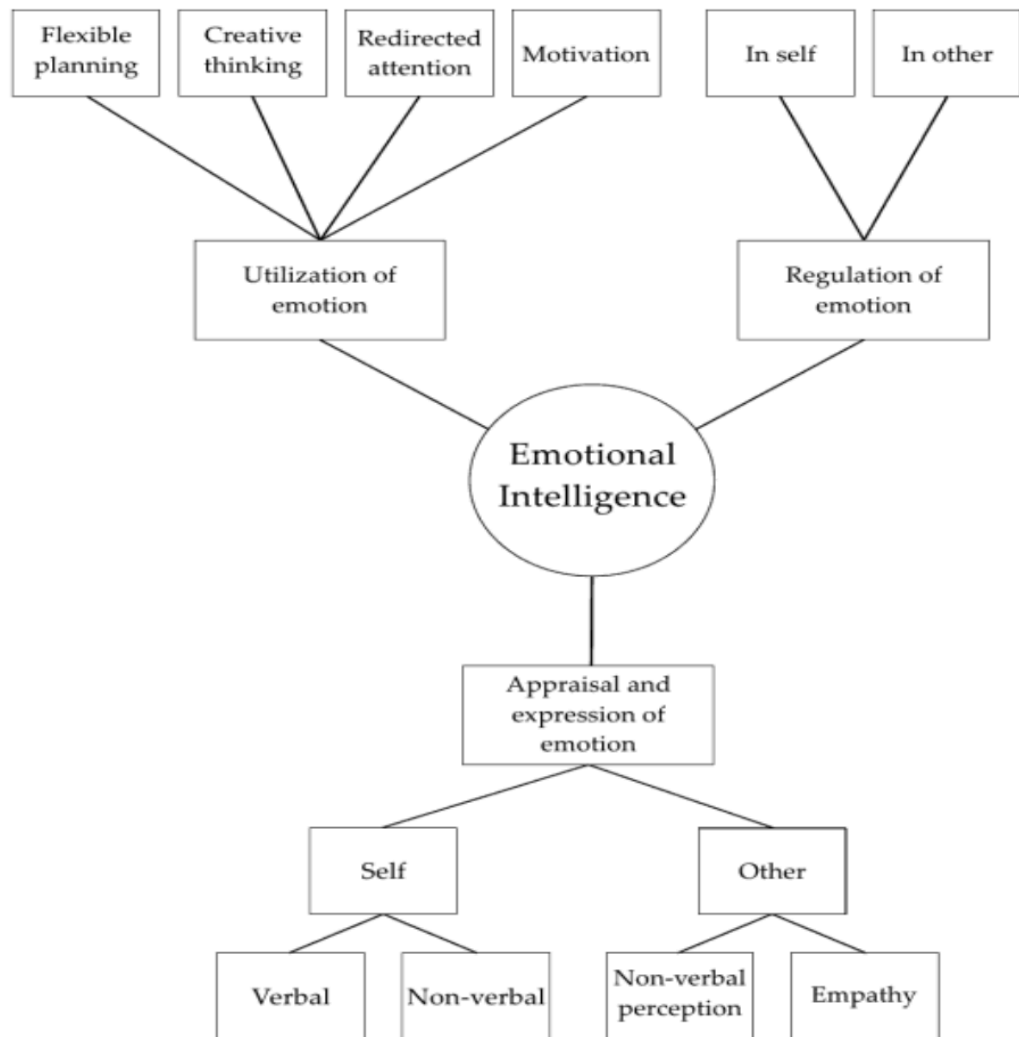 Flexible
planning
Creative
thinking
Redirected
attention
Motivation
In self
In other
Utilization of
emotion
Regulation of
emotion
Emotional
Intelligence
Appraisal and
expression of
emotion
Self
Other
Verbal
Non-verbal
Non-verbal
perception
Empathy